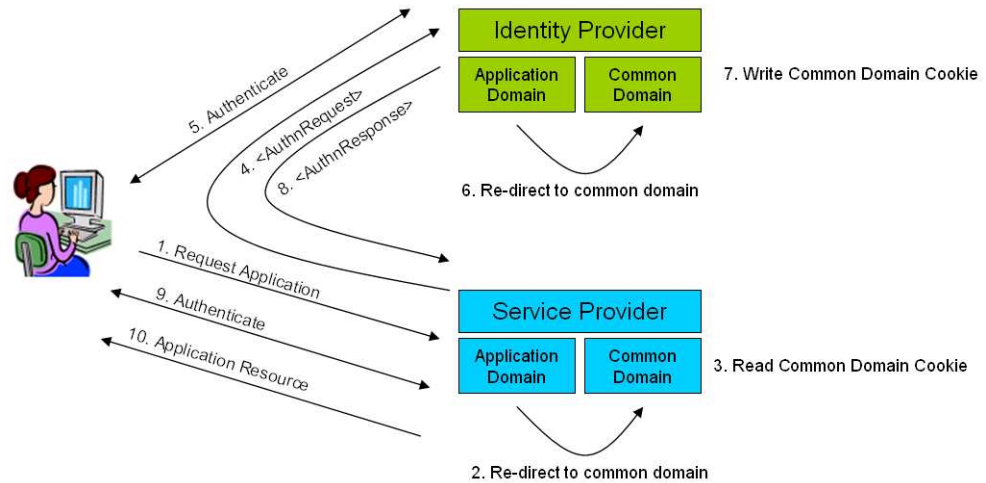 Identity Provider
Application
Domain
Common
Domain
7. Write Common Domain Cookie
5. Authenticate
4. <AuthnRequest>
8. <AuthnResponse>
6. Re-direct to common domain
1. Request Application
9. Authenticate
10. Application Resource
Service Provider
Application
Domain
Common
Domain
3. Read Common Domain Cookie
2. Re-direct to common domain